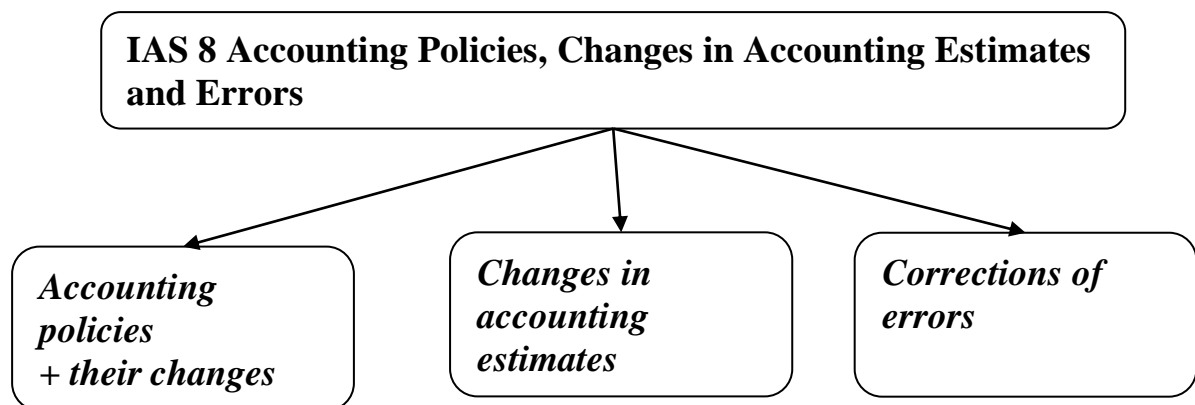 IAS 8 Accounting Policies, Changes in Accounting Estimates
and Errors
Accounting
policies
+ their changes
Changes in
accounting
estimates
Corrections of
errors